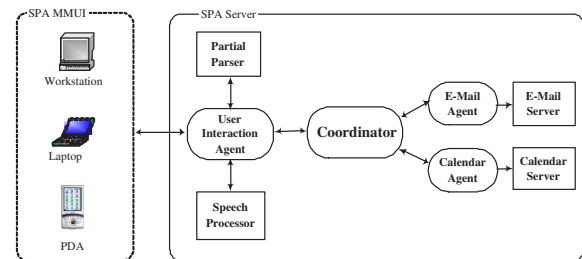 SPA MMUI
Workstation
Laptop
PDA
SPA Server
Partial
Parser
User
Interaction
Agent
Speech
Processor
Coordinator
E-Mail
Agent
E-Mail
Server
Calendar
Agent
Calendar
Server